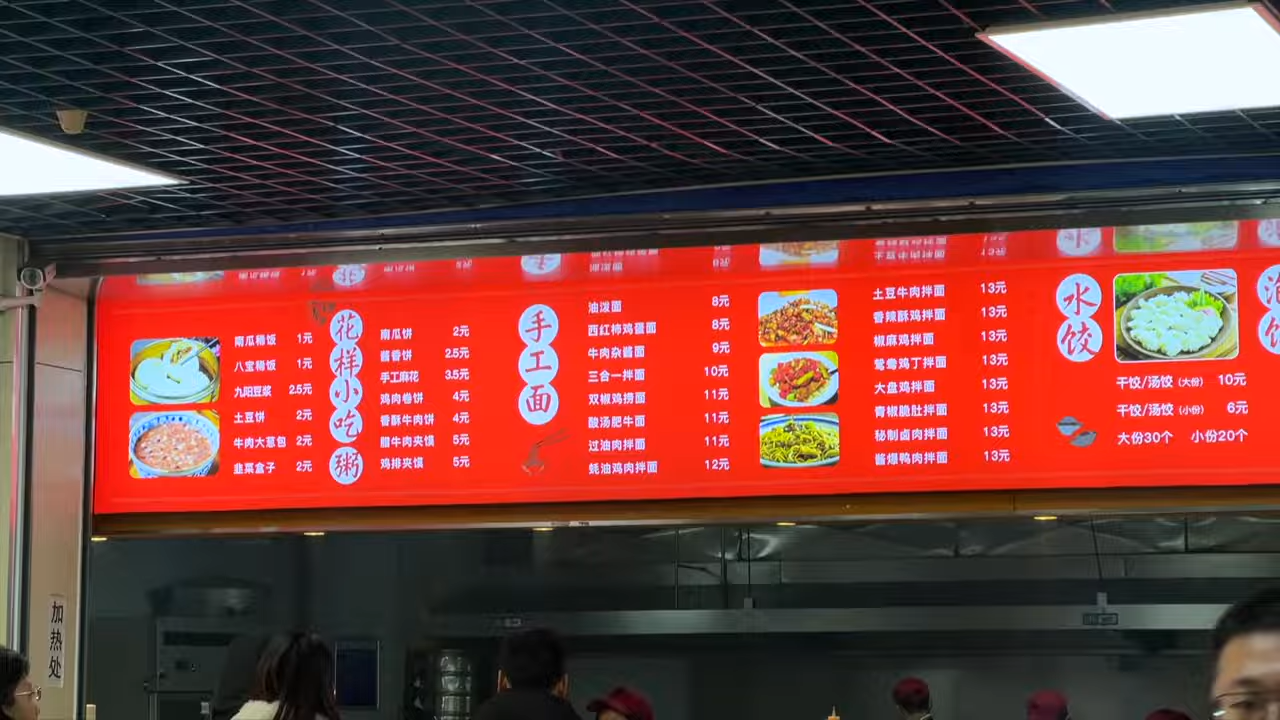 南瓜稀饭 1元
八宝稀饭 1元
九阳豆浆 2.5元
土豆饼 2元
牛肉大葱包 2元
韭菜盒子 2元
花样小吃 粥
南瓜饼 2元
酱香饼 2.5元
手工麻花 3.5元
鸡肉卷饼 4元
香酥牛肉饼 4元
腊牛肉夹馍 5元
鸡排夹馍 5元
手工面
油泼面 8元
西红柿鸡蛋面 8元
牛肉杂酱面 9元
三合一拌面 10元
双椒鸡捞面 11元
酸汤肥牛面 11元
过油肉拌面 11元
蚝油鸡肉拌面 12元
土豆牛肉拌面 13元
香辣酥鸡拌面 13元
椒麻鸡拌面 13元
鸳鸯鸡丁拌面 13元
大盘鸡拌面 13元
青椒脆肚拌面 13元
秘制卤肉拌面 13元
酱爆鸭肉拌面 13元
水饺
干饺/汤饺 (大份) 10元
干饺/汤饺 (小份) 6元
大份30个 小份20个
加热处